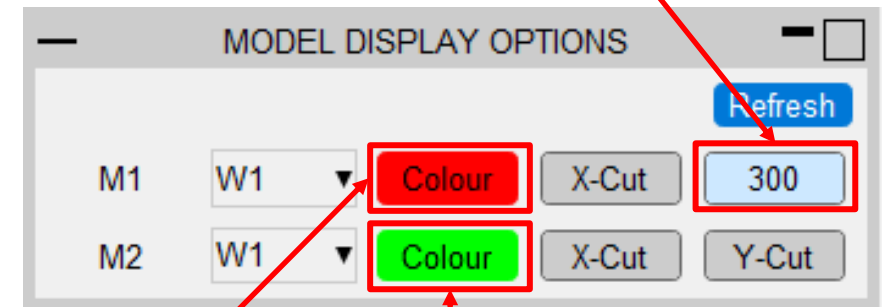 MODEL DISPLAY OPTIONS
Refresh
M1 W1 Colour X-Cut 300
M2 W1 Colour X-Cut Y-Cut